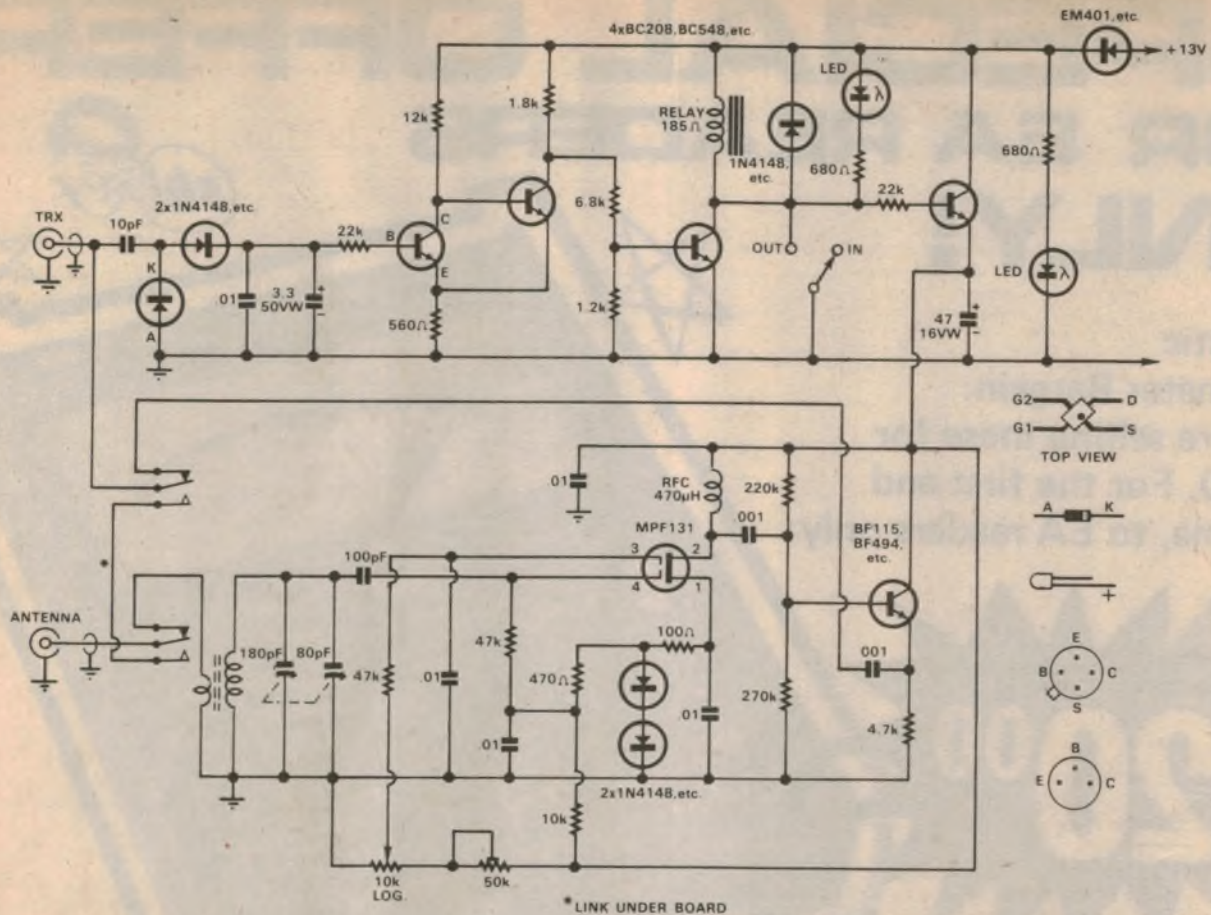 EM401,etc.
4xBC208,BC548,etc.
+13V
LED
λ
12k
1.8k
RELAY
185Ω
1N4148,
etc.
680Ω
680Ω
TRX
10pF
2x1N4148,etc.
22k
C
B
E
6.8k
22k
K
A
.01
3.3
50VW
+
-
560Ω
1.2k
OUT
IN
LED
λ
47
16VW
+
-
G2
D
G1
S
TOP VIEW
A
K
+
.01
RFC
470µH
220k
.001
MPF131
3
2
4
1
BF115,
BF494,
etc.
*
100pF
ANTENNA
180pF
80pF
47k
.01
47k
470Ω
100Ω
.01
.01
270k
001
4.7k
E
B
C
S
B
E
C
2x1N4148,etc.
10k
10k
LOG.
50k
*LINK UNDER BOARD